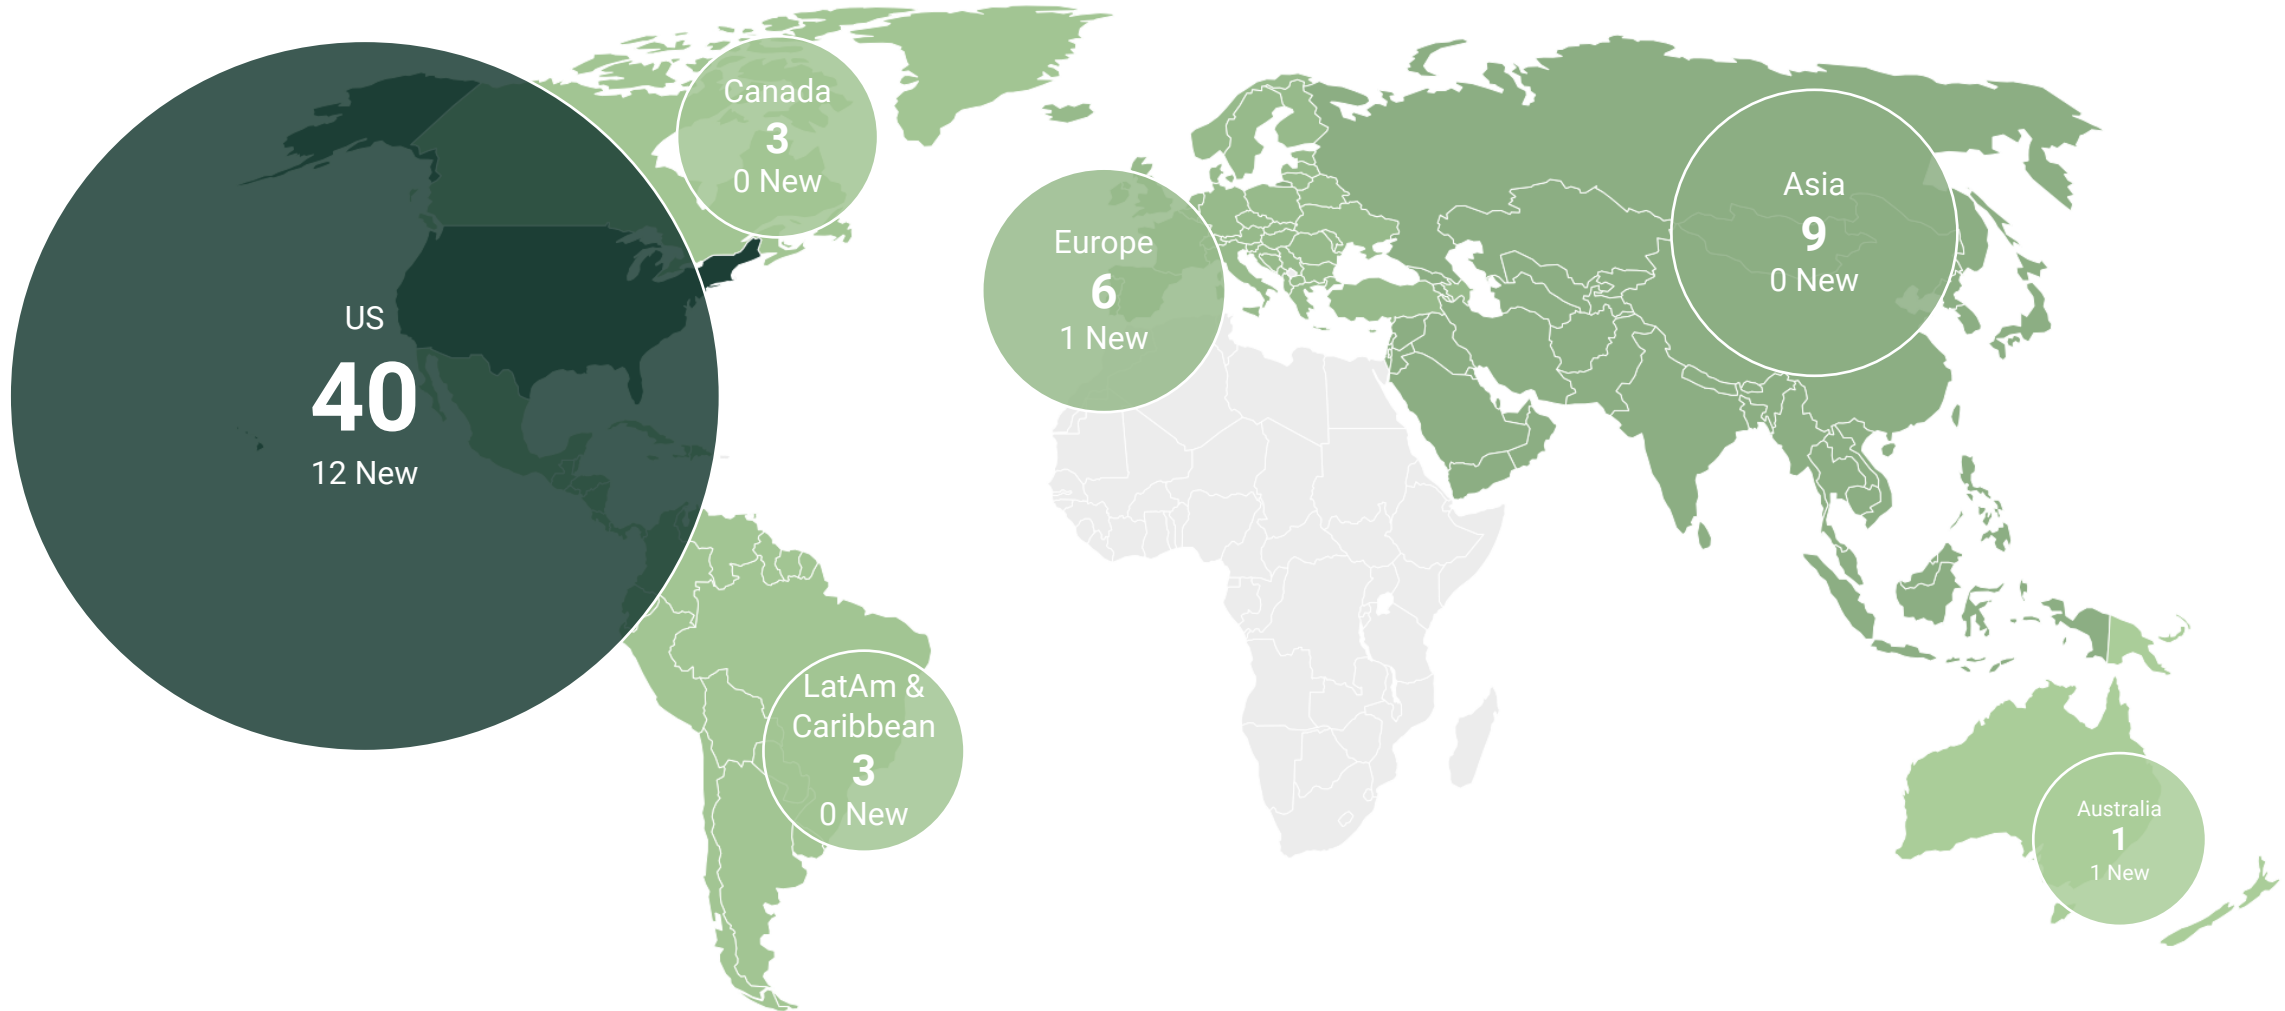 US
40
12 New
Canada
3
0 New
Europe
6
1 New
Asia
9
0 New
LatAm &
Caribbean
3
0 New
Australia
1
1 New